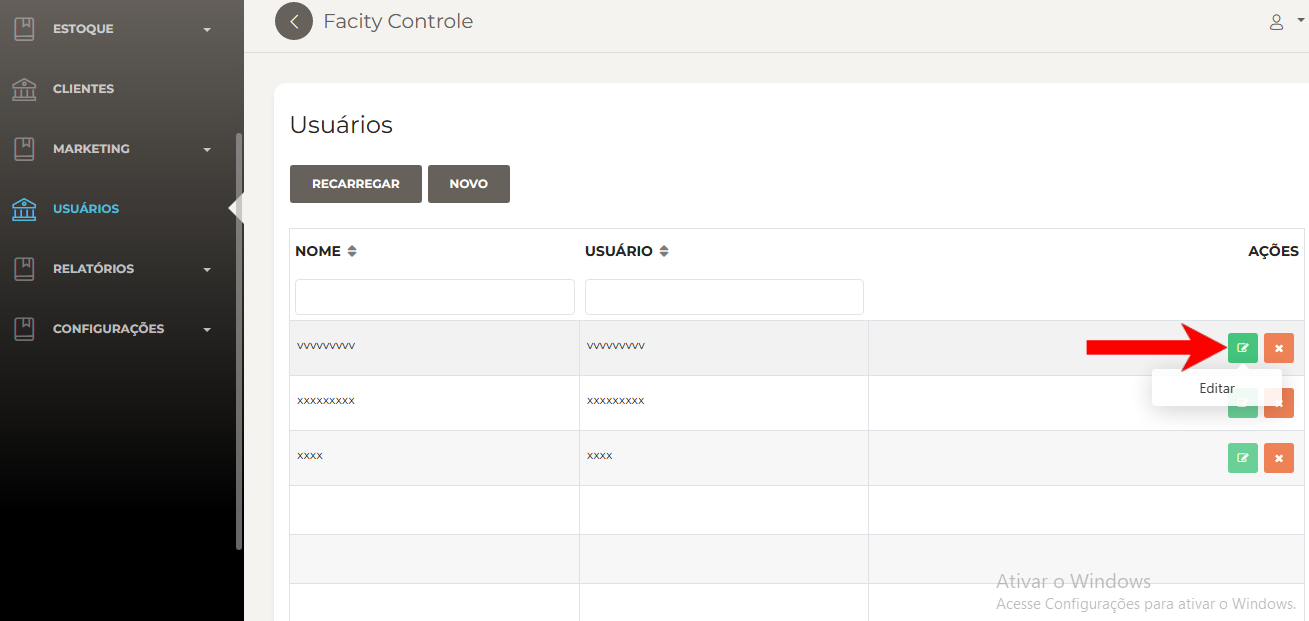 ESTOQUE
CLIENTES
MARKETING
USUÁRIOS
RELATÓRIOS
CONFIGURAÇÕES
Facity Controle
Usuários
RECARREGAR NOVO
NOME USUÁRIO AÇÕES
vvvvvvvvv vvvvvvvvv
Editar
xxxxxxxxx xxxxxxxxx
xxxx xxxx
Ativar o Windows
Acesse Configurações para ativar o Windows.